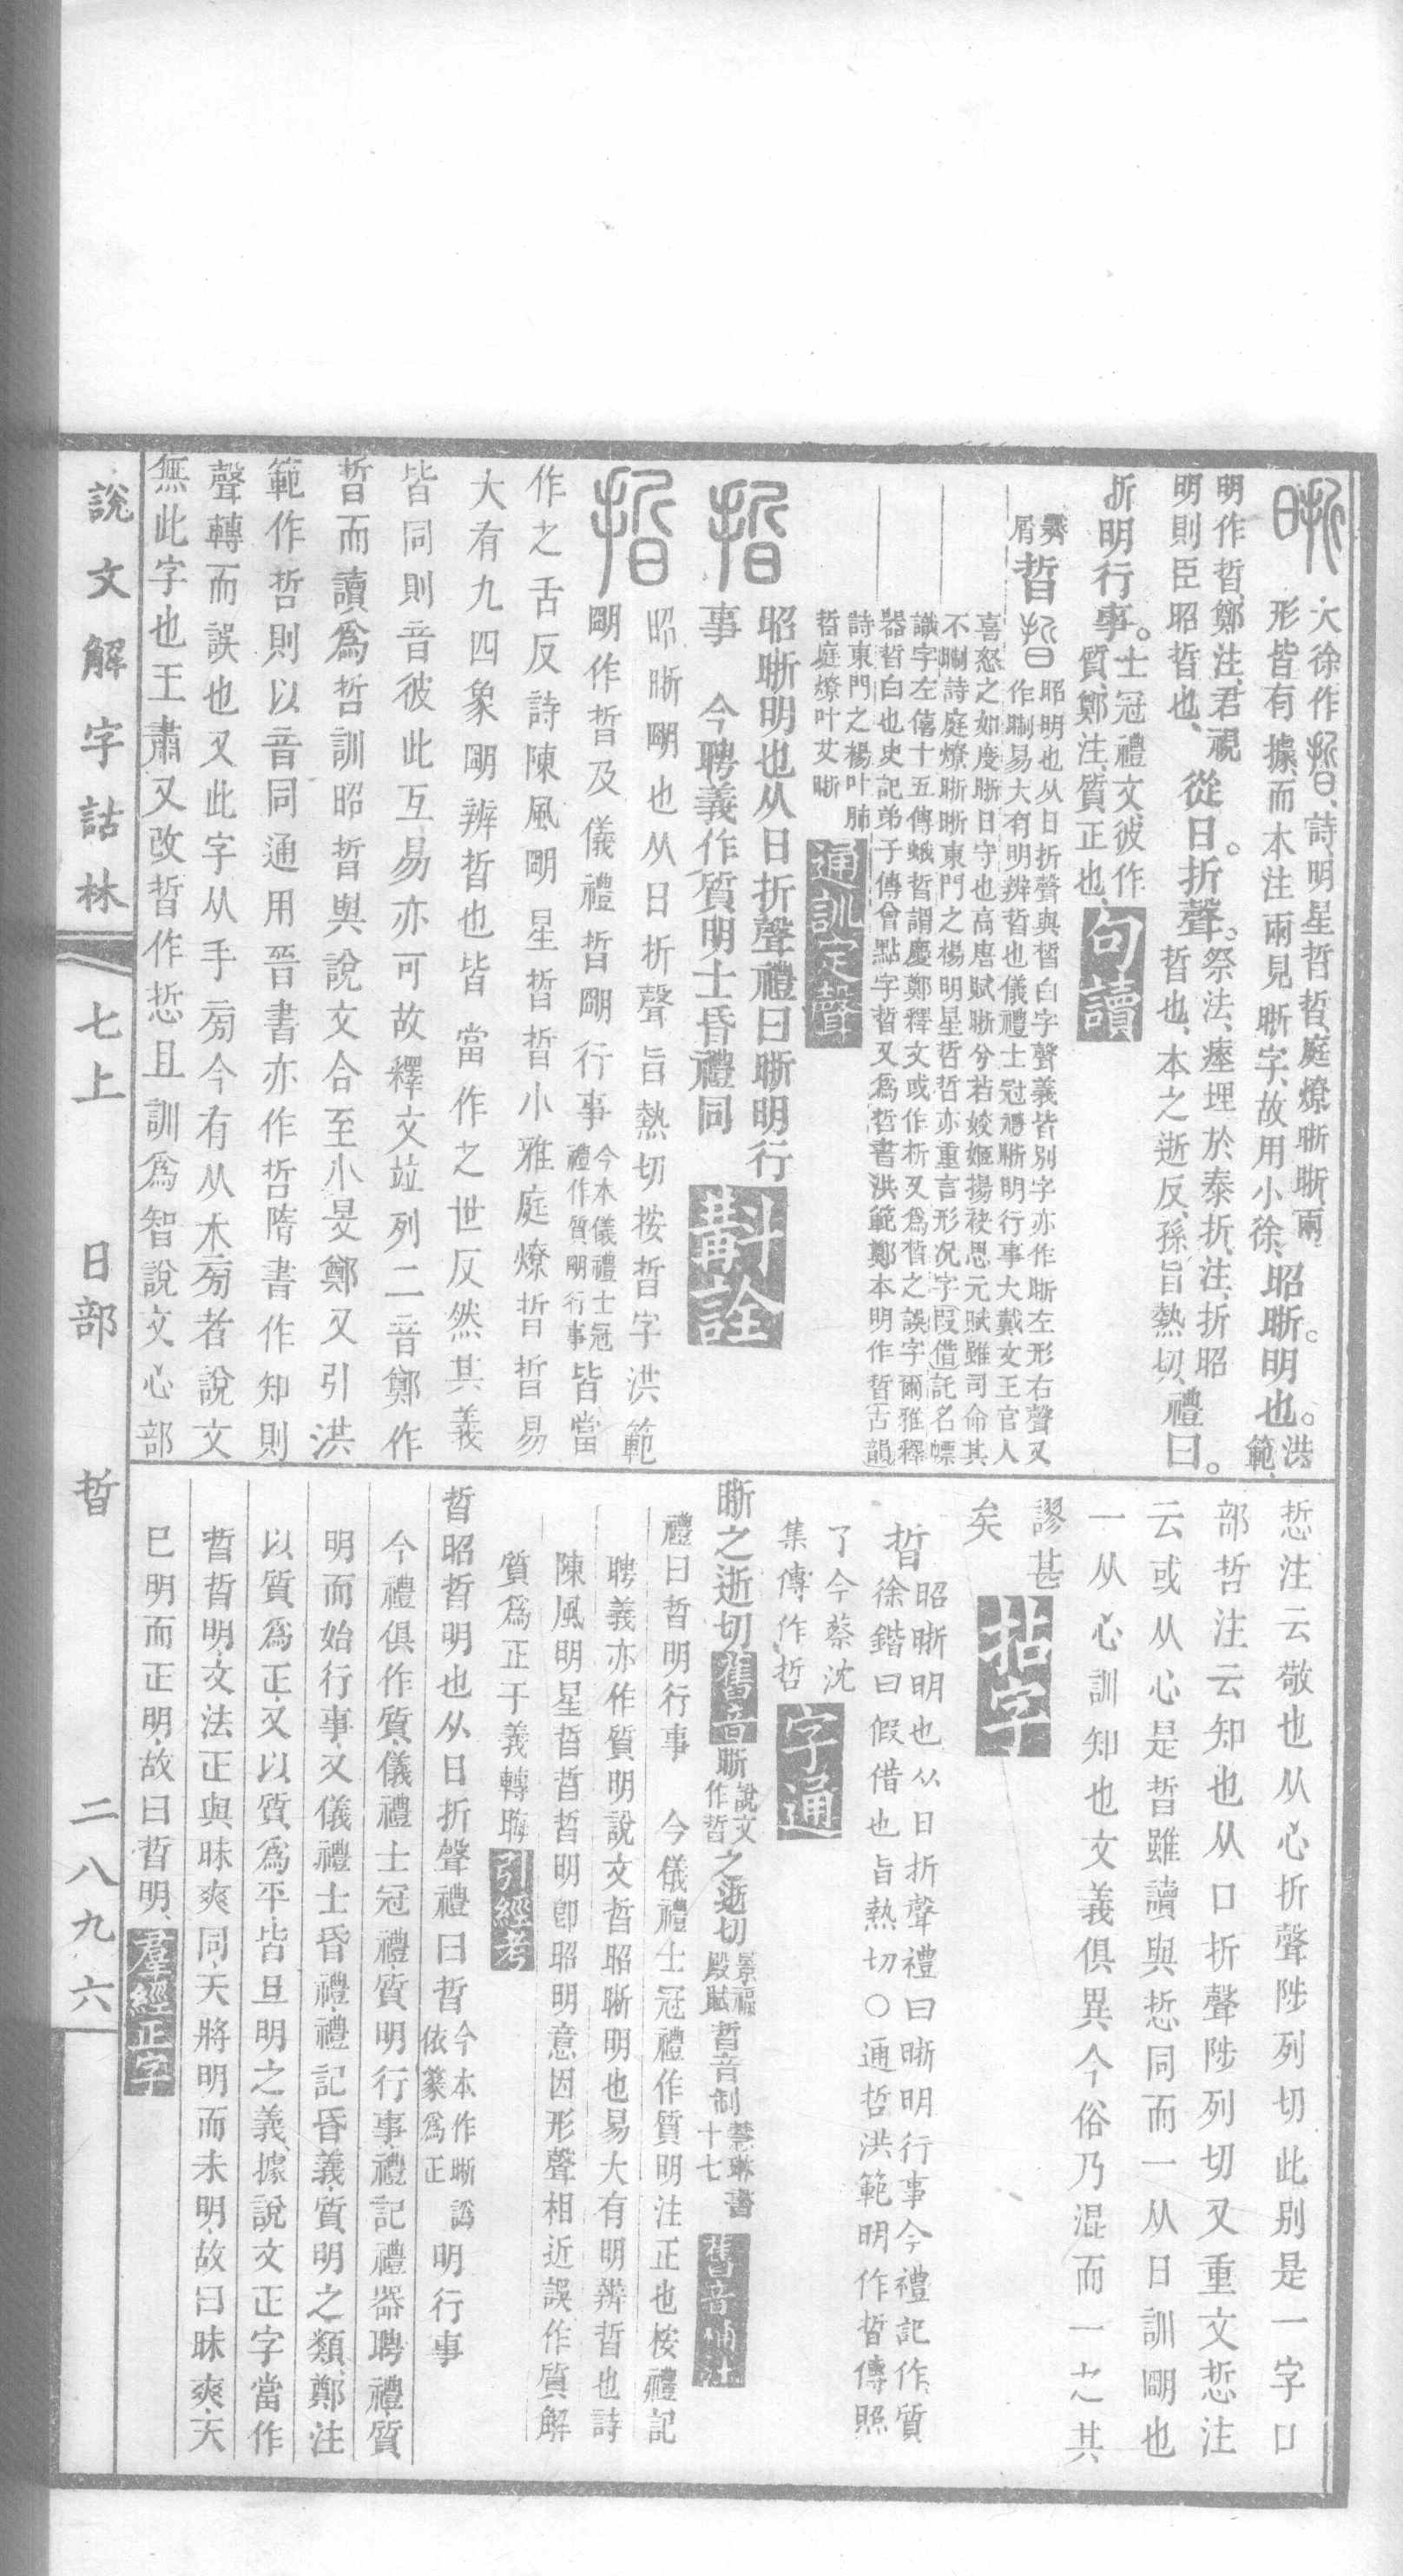 大徐作晢、詩、明星晢晢、庭燎晣晣、兩
形皆有據、而本注兩見晣字、故用小徐、昭晣。明也。洪範、
明作晢、鄭注、君視
明則臣昭晢也、從日。折聲。祭法、瘞埋於泰折、注、折昭
晢也、本之逝反、孫、旨熱切、禮曰。
折明行事。士冠禮文、彼作
質、鄭注、質正也、句讀
晢昭明也从日折聲與皙白字聲義皆別字亦作晣左形右聲又
作晰易大有明辨晢也儀禮士冠禮晣明行事大戴文王官人
喜怒之如度晣日守也高唐賦晣兮若姣姬揚袂思元賦雖司命其
不晰詩庭燎晣晣東門之楊明星晢晢亦重言形况字叚借託名幖
識字左僖十五傳蛾晢謂慶鄭釋文或作析又爲皙之誤字爾雅釋
器晢白也史記弟子傳曾點字晢又爲哲書洪範鄭本明作晢古韻
詩東門之楊叶肺
晢庭燎叶艾晣
通訓定聲
昭晣明也从日折聲禮曰晣明行
事 今聘義作質明士昏禮同
斠詮
昭晣朙也从日折聲旨熱切按晢字洪範
朙作晢及儀禮晢朙行事今本儀禮士冠禮作質朙行事皆當
作之舌反詩陳風朙星晢晢小雅庭燎晢晢易
大有九四象朙辨晢也皆當作之世反然其義
皆同則音彼此互易亦可故釋文竝列二音鄭作
晢而讀爲哲訓昭晢與說文合至小旻鄭又引洪
範作哲則以音同通用晉書亦作哲隋書作知則
聲轉而誤也又此字从手㫄今有从木㫄者說文
無此字也王肅又改晢作悊且訓爲智說文心部
悊注云敬也从心折聲陟列切此別是一字口
部哲注云知也从口折聲陟列切又重文悊注
云或从心是晢雖讀與悊同而一从日訓朙也
一从心訓知也文義俱異今俗乃混而一之其
謬甚
矣
拈字
晢昭晣明也从日折聲禮曰晣明行事今禮記作質
徐鍇曰假借也旨熱切○通哲洪範明作晢傳照
了今蔡沈
集傳作哲
字通
晣之逝切舊音晣說文作晢之逝切景福殿賦晢音制慧琳書十七舊音補注
禮曰晢明行事 今儀禮士冠禮作質明注正也按禮記
聘義亦作質明說文晢昭晣明也易大有明辨晢也詩
陳風明星晢晢晢明卽昭明意因形聲相近誤作質解
質爲正于義轉晦引經考
晢昭晢明也从日折聲禮曰晢今本作晣譌依篆爲正明行事
今禮俱作質、儀禮士冠禮、質明行事、禮記禮器聘禮、質
明而始行事、又儀禮士昏禮、禮記昏義、質明之類、鄭注
以質爲正、又以質爲平、皆旦明之義、據說文正字當作
晢、晢明文法正與昧爽同、天將明而未明、故曰昧爽、天
巳明而正明、故曰晢明、羣經正字
說文解字詁林 七上 日部 晢 二八九六